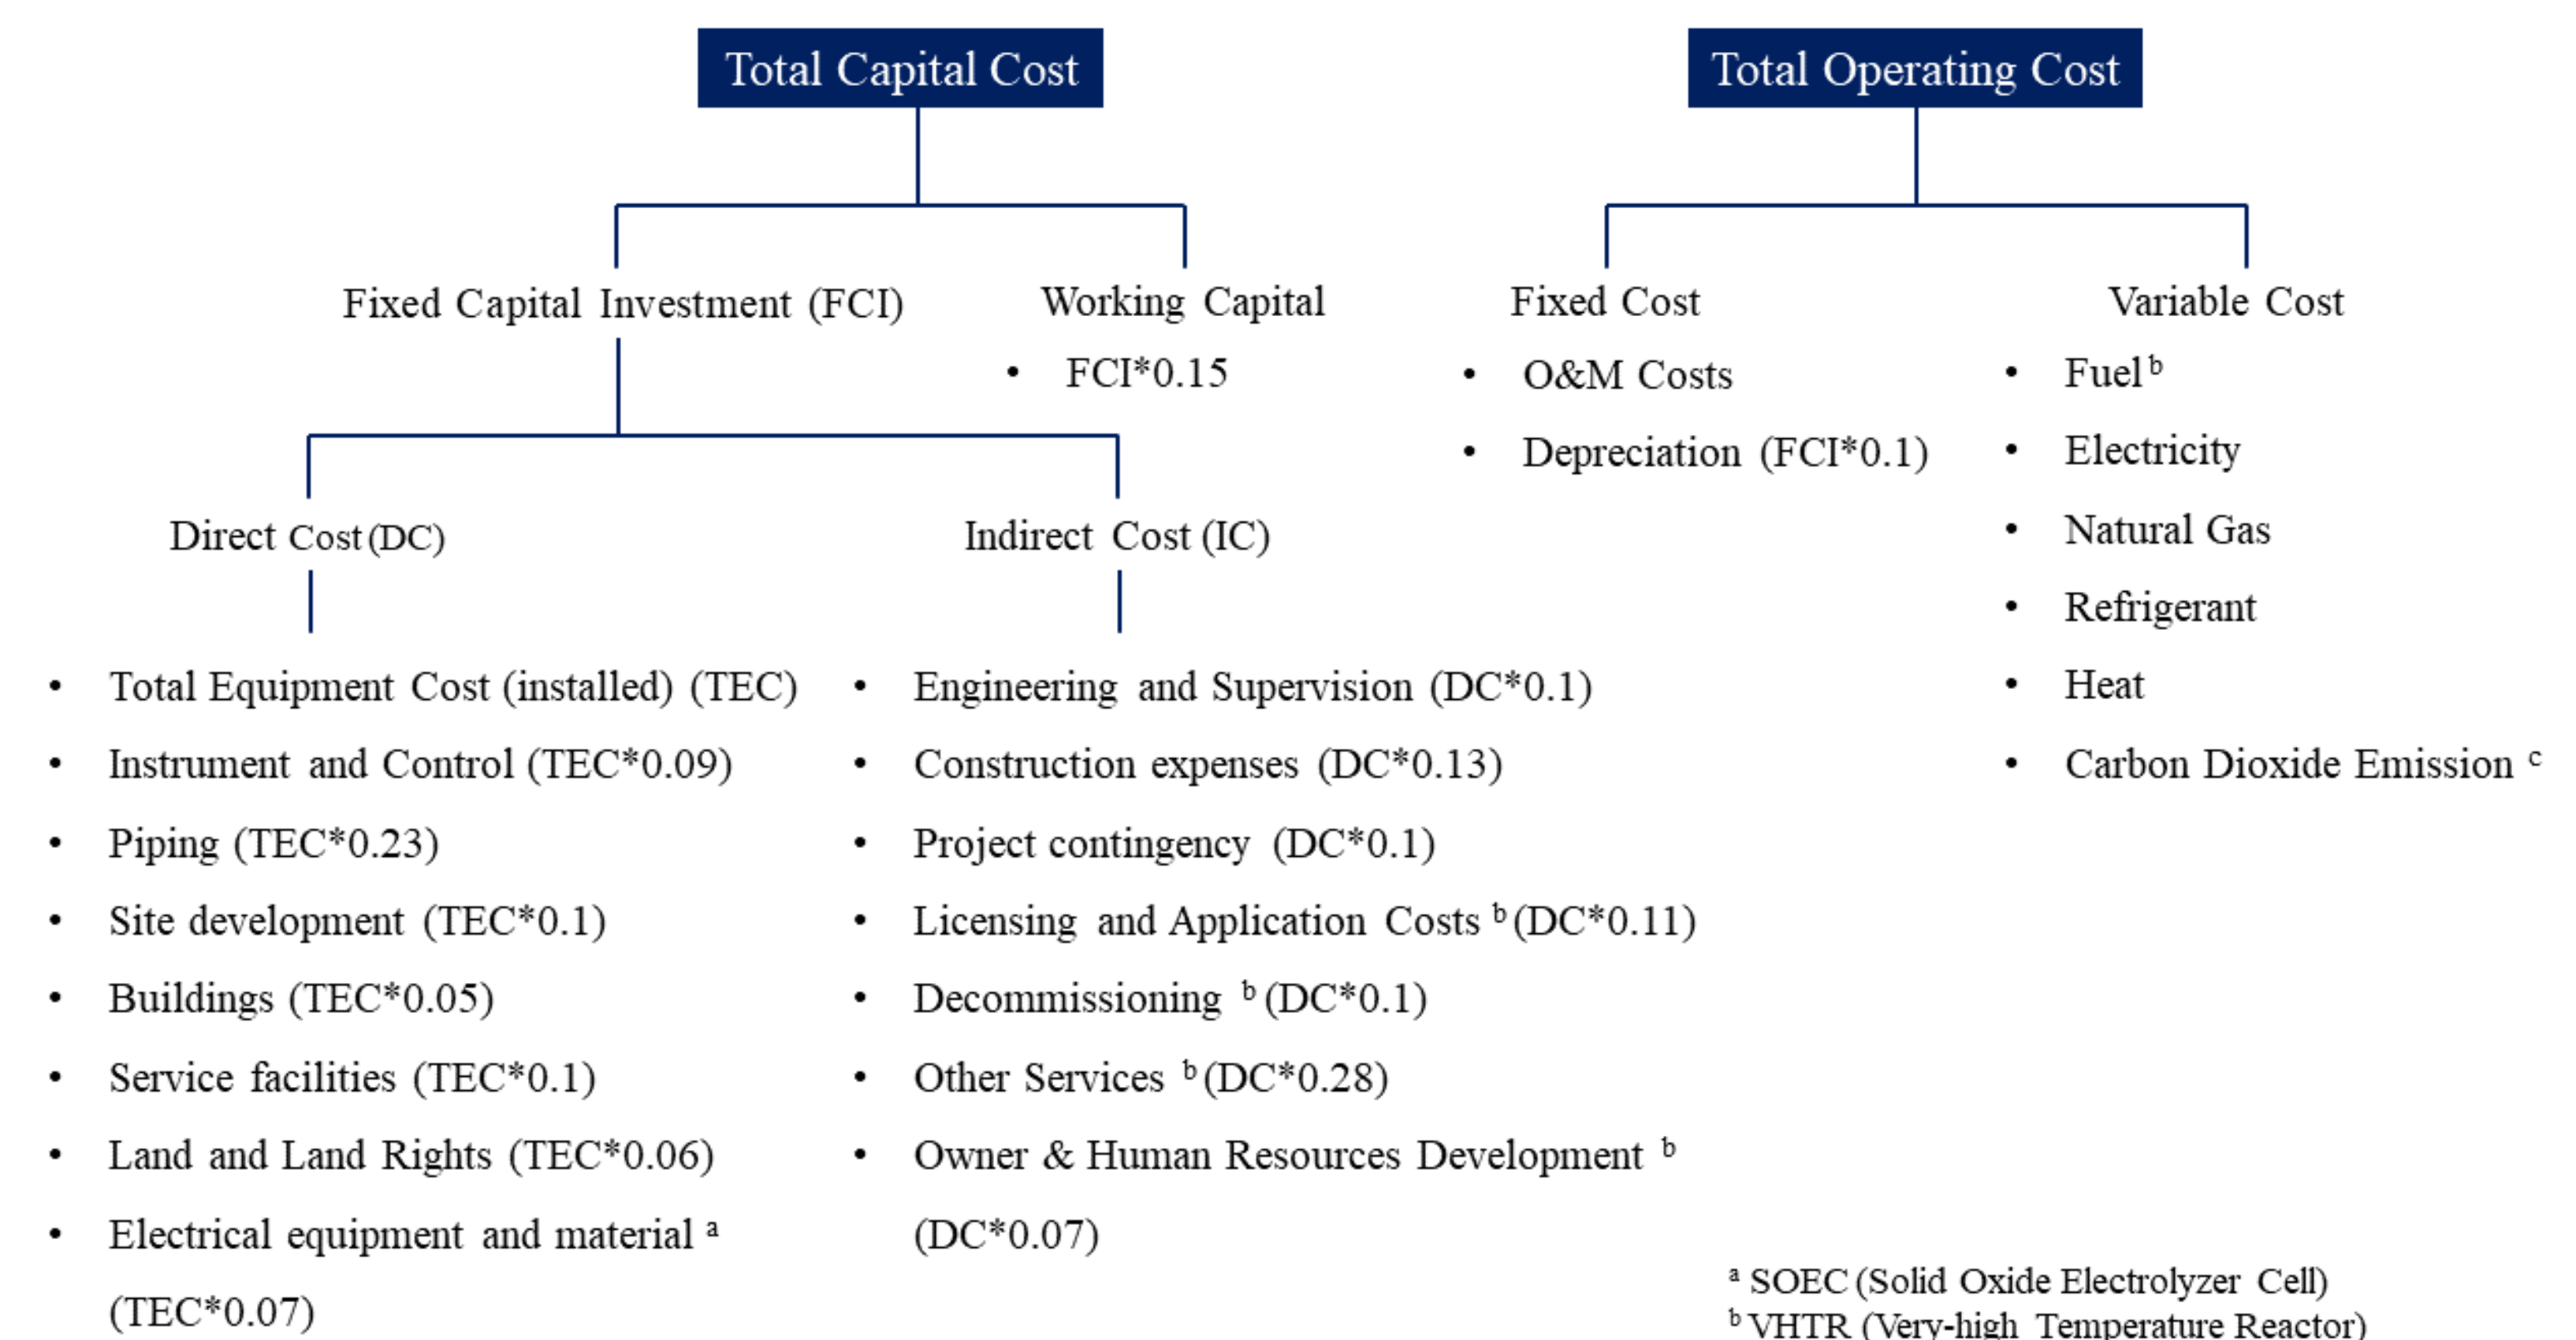 Total Capital Cost
Total Operating Cost
Fixed Capital Investment (FCI)
Working Capital
• FCI*0.15
Fixed Cost
• O&M Costs
• Depreciation (FCI*0.1)
Variable Cost
• Fuel b
• Electricity
• Natural Gas
• Refrigerant
• Heat
• Carbon Dioxide Emission c
Direct Cost (DC)
• Total Equipment Cost (installed) (TEC)
• Instrument and Control (TEC*0.09)
• Piping (TEC*0.23)
• Site development (TEC*0.1)
• Buildings (TEC*0.05)
• Service facilities (TEC*0.1)
• Land and Land Rights (TEC*0.06)
• Electrical equipment and material a
(TEC*0.07)
Indirect Cost (IC)
• Engineering and Supervision (DC*0.1)
• Construction expenses (DC*0.13)
• Project contingency (DC*0.1)
• Licensing and Application Costs b (DC*0.11)
• Decommissioning b (DC*0.1)
• Other Services b (DC*0.28)
• Owner & Human Resources Development b
(DC*0.07)
a SOEC (Solid Oxide Electrolyzer Cell)
b VHTR (Very-high Temperature Reactor)